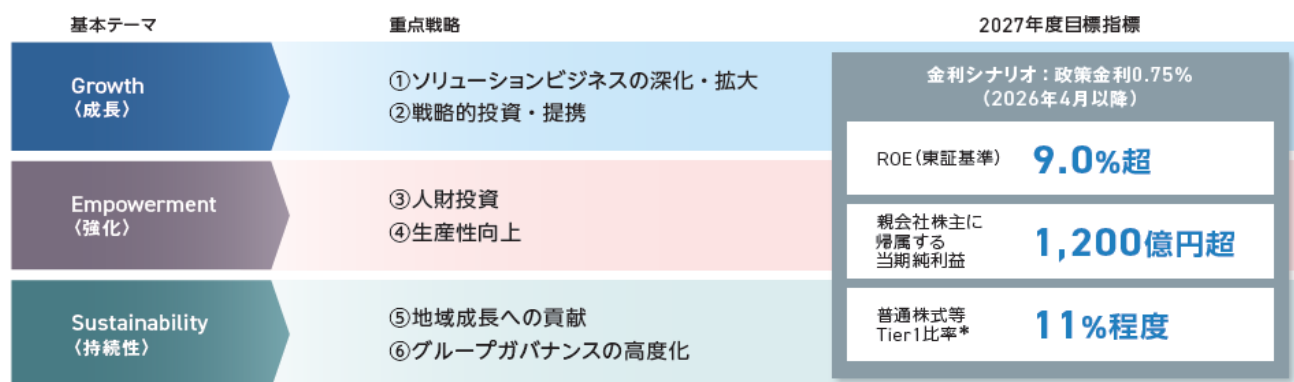 基本テーマ
重点戦略
2027年度目標指標
Growth
〈成長〉
①ソリューションビジネスの深化・拡大
②戦略的投資・提携
Empowerment
〈強化〉
③人財投資
④生産性向上
Sustainability
〈持続性〉
⑤地域成長への貢献
⑥グループガバナンスの高度化
金利シナリオ：政策金利0.75%
（2026年4月以降）
ROE（東証基準） 9.0%超
親会社株主に
帰属する
当期純利益
1,200億円超
普通株式等
Tier1比率*
11%程度